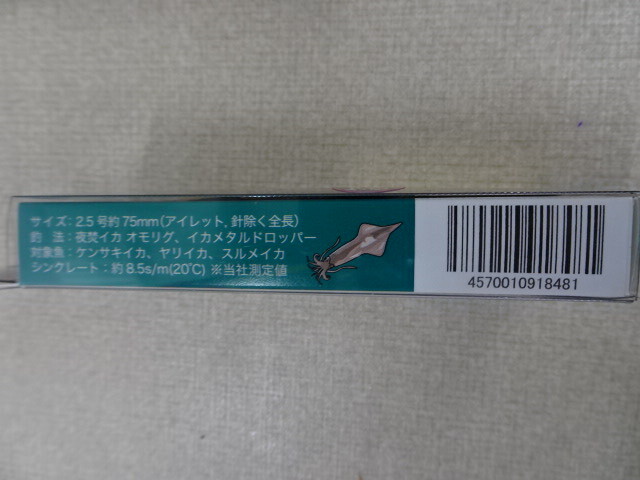 サイズ: 2.5号約75mm(アイレット、針除く全長)
釣　法: 夜焚イカ オモリグ、イカメタルドロッパー
対象魚: ケンサキイカ、ヤリイカ、スルメイカ
シンクレート: 約8.5s/m(20℃) ※当社測定値
4570010918481